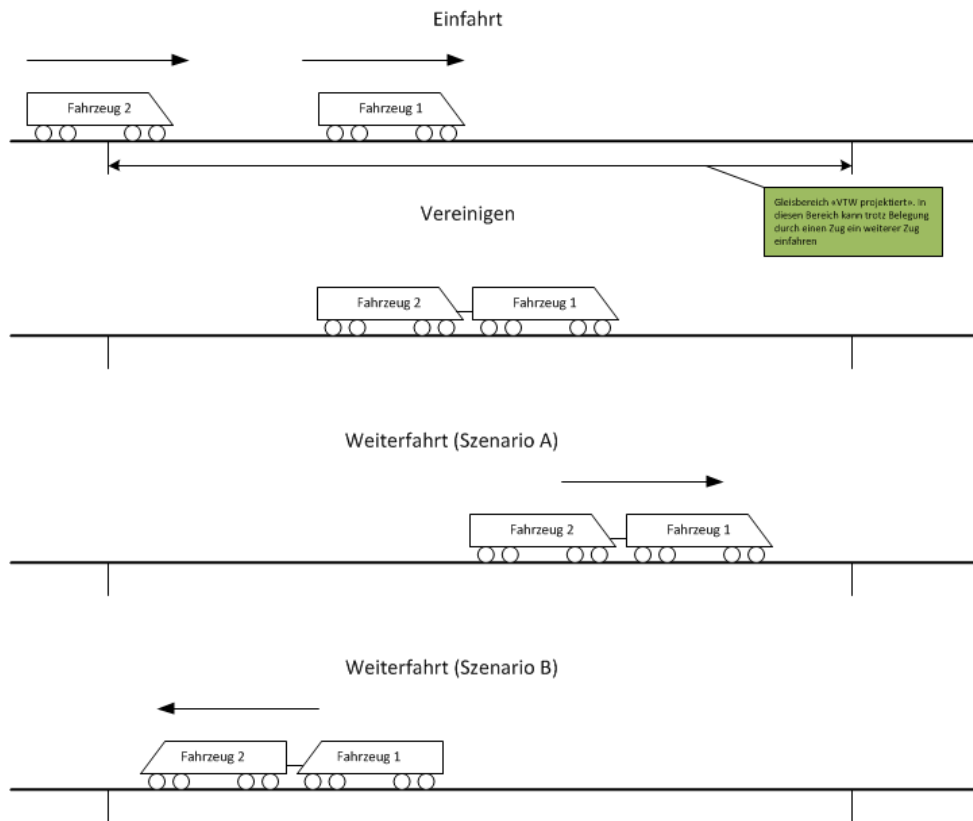 Einfahrt
Fahrzeug 2
Fahrzeug 1
Gleisbereich «VTW projektiert». In
diesen Bereich kann trotz Belegung
durch einen Zug ein weiterer Zug
einfahren
Vereinigen
Fahrzeug 2
Fahrzeug 1
Weiterfahrt (Szenario A)
Fahrzeug 2
Fahrzeug 1
Weiterfahrt (Szenario B)
Fahrzeug 2
Fahrzeug 1